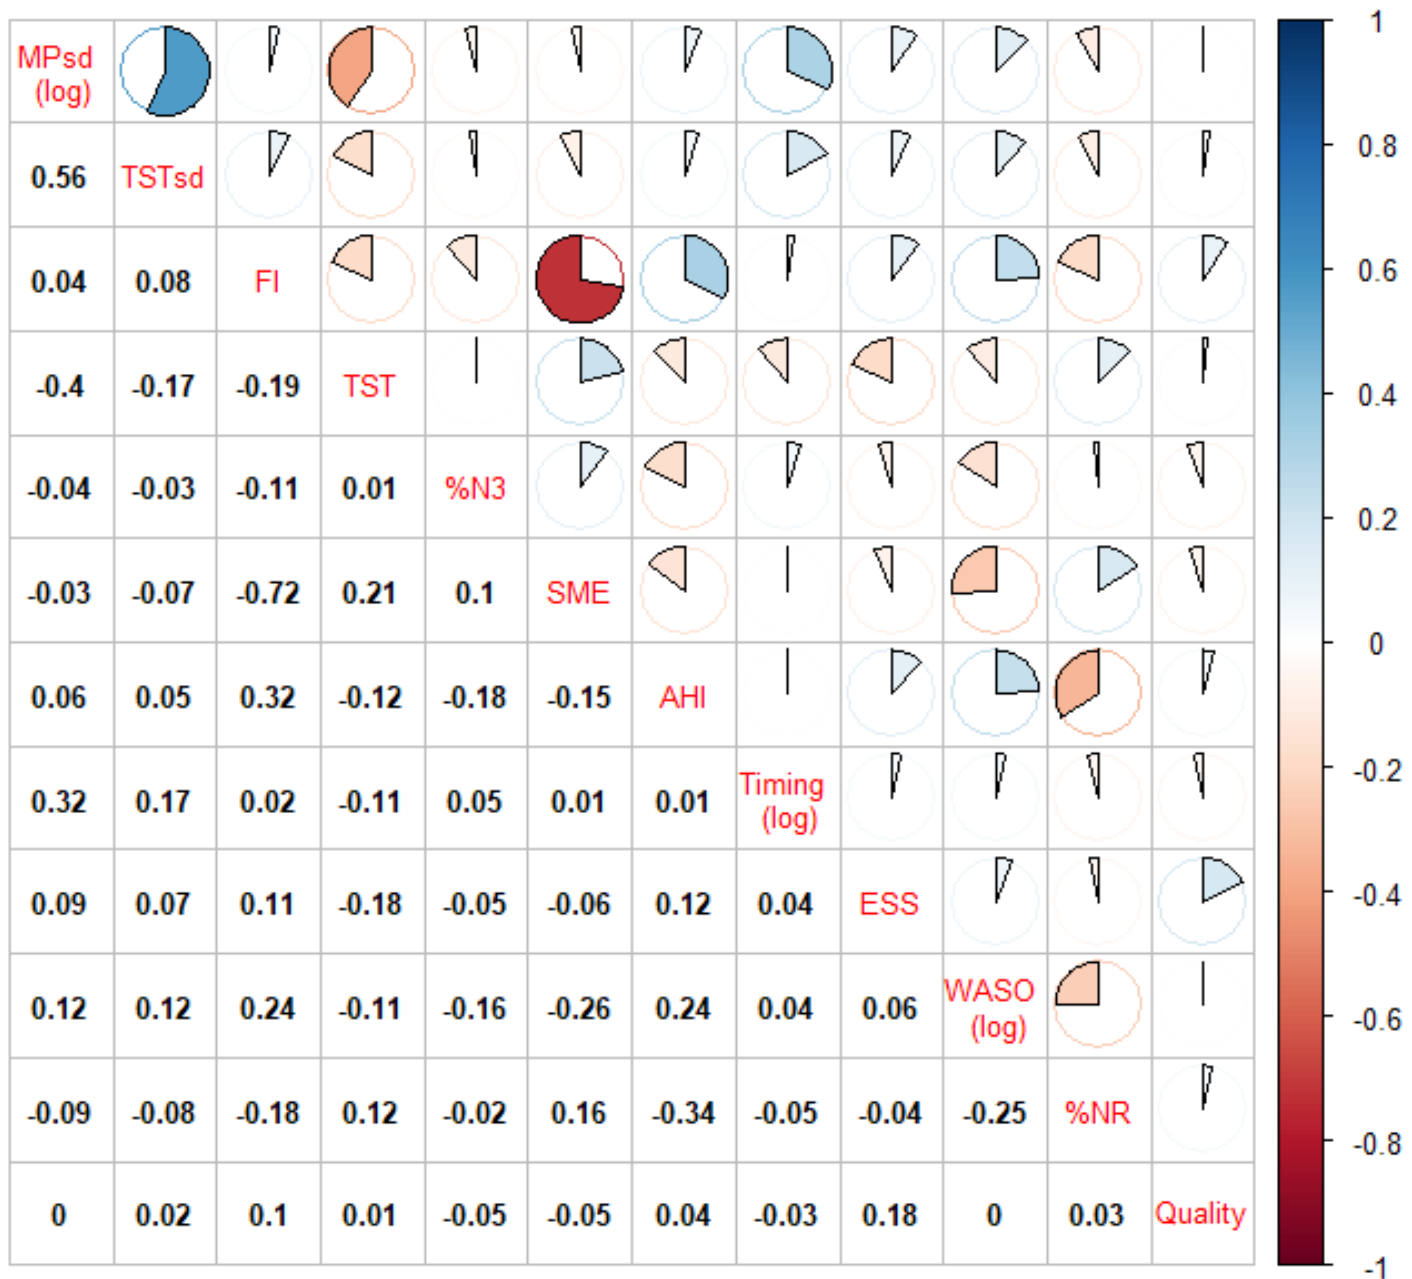 MPsd
(log)
0.56 TSTsd
0.04 0.08 FI
-0.4 -0.17 -0.19 TST
-0.04 -0.03 -0.11 0.01 %N3
-0.03 -0.07 -0.72 0.21 0.1 SME
0.06 0.05 0.32 -0.12 -0.18 -0.15 AHI
0.32 0.17 0.02 -0.11 0.05 0.01 0.01 Timing
(log)
0.09 0.07 0.11 -0.18 -0.05 -0.06 0.12 0.04 ESS
0.12 0.12 0.24 -0.11 -0.16 -0.26 0.24 0.04 0.06 WASO
(log)
-0.09 -0.08 -0.18 0.12 -0.02 0.16 -0.34 -0.05 -0.04 -0.25 %NR
0 0.02 0.1 0.01 -0.05 -0.05 0.04 -0.03 0.18 0 0.03 Quality
1
0.8
0.6
0.4
0.2
0
-0.2
-0.4
-0.6
-0.8
-1